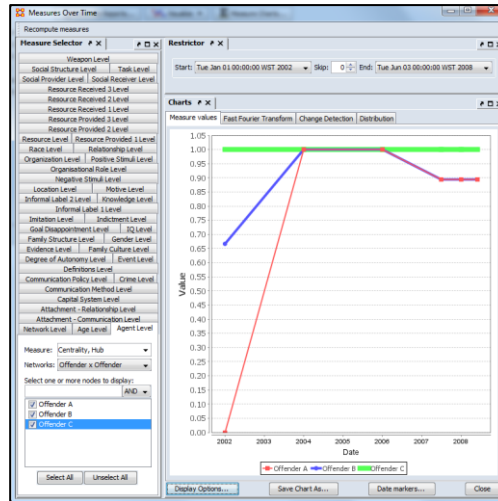 Measures Over Time
Recompute measures
Measure Selector
Weapon Level
Social Structure Level Task Level
Social Provider Level Social Receiver Level
Resource Received 3 Level
Resource Received 2 Level
Resource Received 1 Level
Resource Provided 3 Level
Resource Provided 2 Level
Resource Level Resource Provided 1 Level
Race Level Relationship Level
Organization Level Positive Stimuli Level
Organisational Role Level
Negative Stimuli Level
Location Level Motive Level
Informal Label 2 Level Knowledge Level
Informal Label 1 Level
Imitation Level Indictment Level
Goal Disappointment Level IQ Level
Family Structure Level Gender Level
Evidence Level Family Culture Level
Degree of Autonomy Level Event Level
Definitions Level
Communication Policy Level Crime Level
Communication Method Level
Capital System Level
Attachment - Relationship Level
Attachment - Communication Level
Network Level Age Level Agent Level
Measure: Centrality, Hub
Networks: Offender x Offender
Select one or more nodes to display:
AND
Offender A
Offender B
Offender C
Select All Unselect All
Restrictor
Start: Tue Jan 01 00:00:00 WST 2002 Skip: 0 End: Tue Jun 03 00:00:00 WST 2008
Charts
Measure values Fast Fourier Transform Change Detection Distribution
1.05
1.00
0.95
0.90
0.85
0.80
0.75
0.70
0.65
0.60
0.55
0.50
0.45
0.40
0.35
0.30
0.25
0.20
0.15
0.10
0.05
0.00
Value
2002 2003 2004 2005 2006 2007 2008
Date
Offender A Offender B Offender C
Display Options... Save Chart As... Date markers... Close